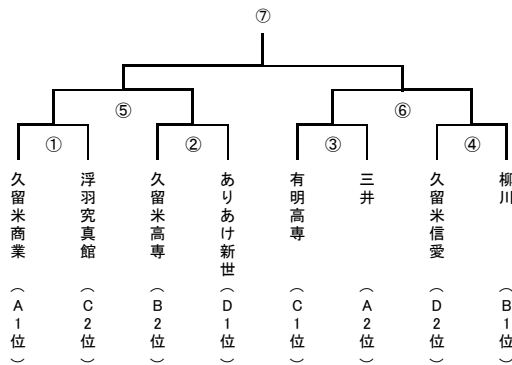 ⑦
⑤
⑥
①
②
③
④
久留米商業（A1位）
浮羽究真館（C2位）
久留米高専（B2位）
ありあけ新世（D1位）
有明高専（C1位）
三井（A2位）
久留米信愛（D2位）
柳川（B1位）